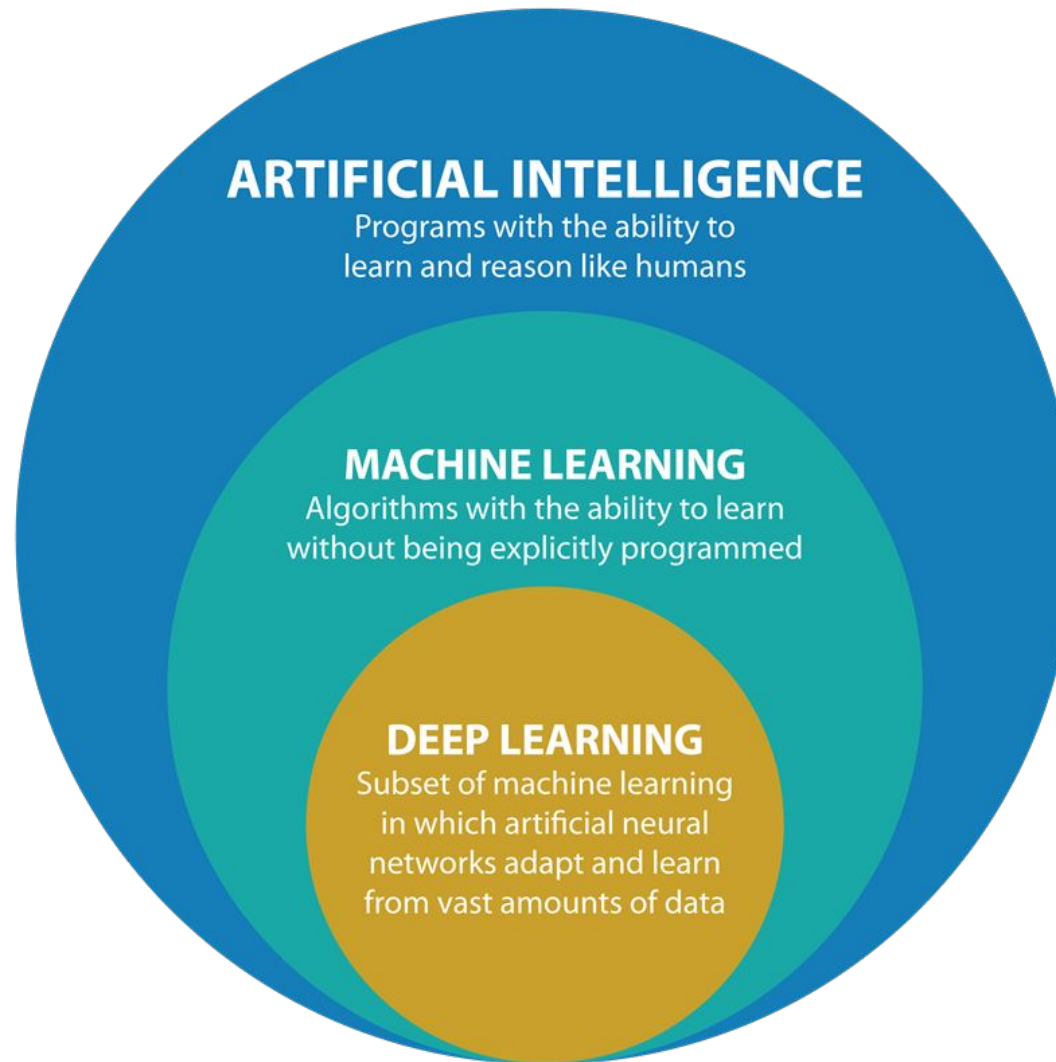 ARTIFICIAL INTELLIGENCE
Programs with the ability to
learn and reason like humans
MACHINE LEARNING
Algorithms with the ability to learn
without being explicitly programmed
DEEP LEARNING
Subset of machine learning
in which artificial neural
networks adapt and learn
from vast amounts of data